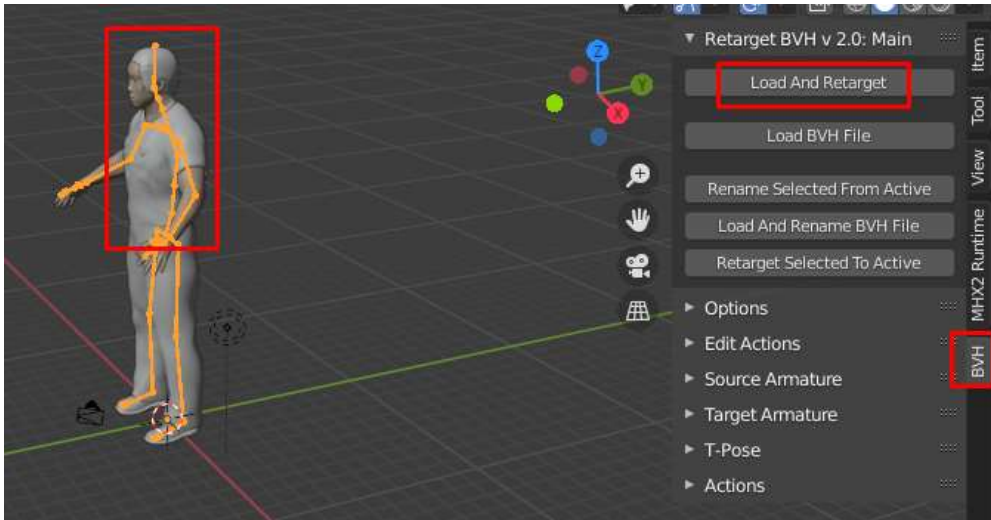 Retarget BVH v 2.0: Main
Load And Retarget
Load BVH File
Rename Selected From Active
Load And Rename BVH File
Retarget Selected To Active
Options
Edit Actions
Source Armature
Target Armature
T-Pose
Actions
Item
Tool
View
MHX2 Runtime
BVH
Z
Y
X